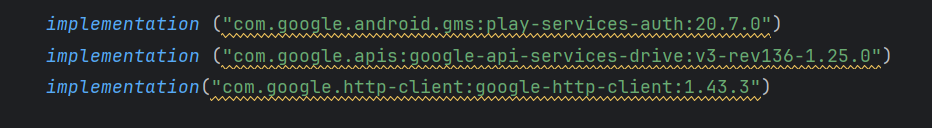 implementation ("com.google.android.gms:play-services-auth:20.7.0")
implementation ("com.google.apis:google-api-services-drive:v3-rev136-1.25.0")
implementation("com.google.http-client:google-http-client:1.43.3")